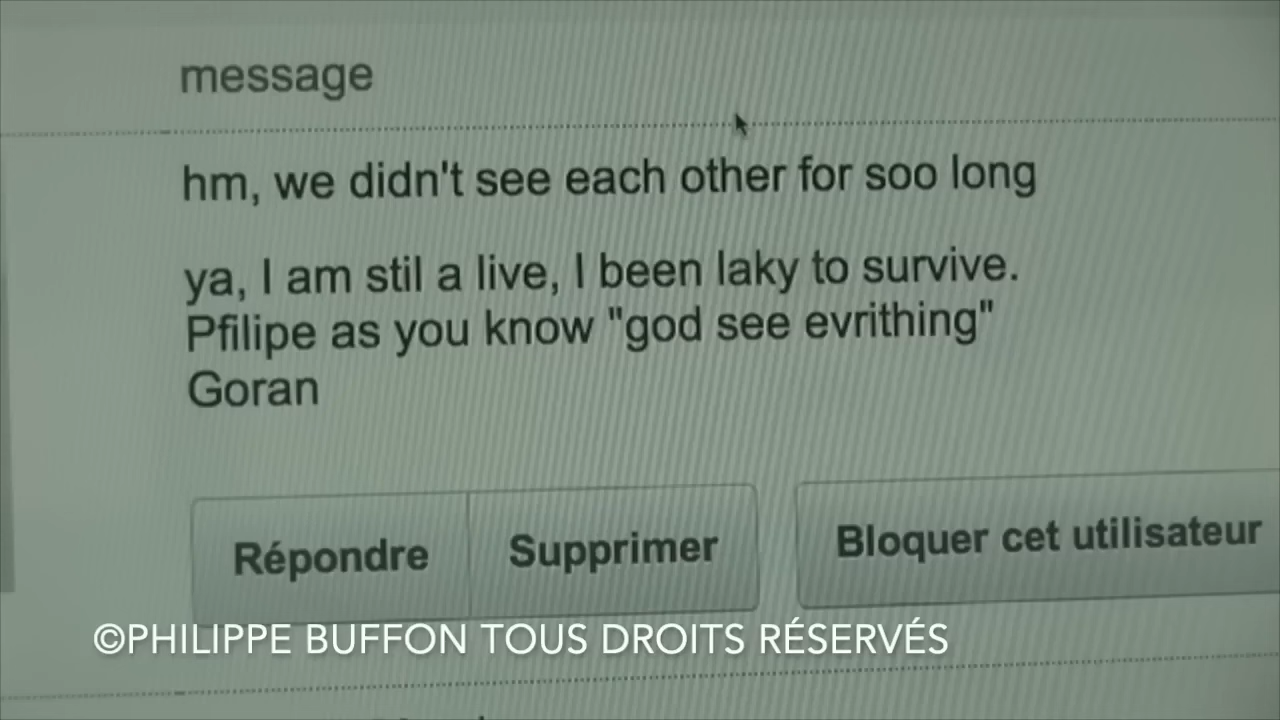 message
hm, we didn't see each other for soo long
ya, I am stil a live, I been laky to survive.
Pfilipe as you know "god see evrithing"
Goran
Répondre Supprimer Bloquer cet utilisateur
©PHILIPPE BUFFON TOUS DROITS RÉSERVÉS